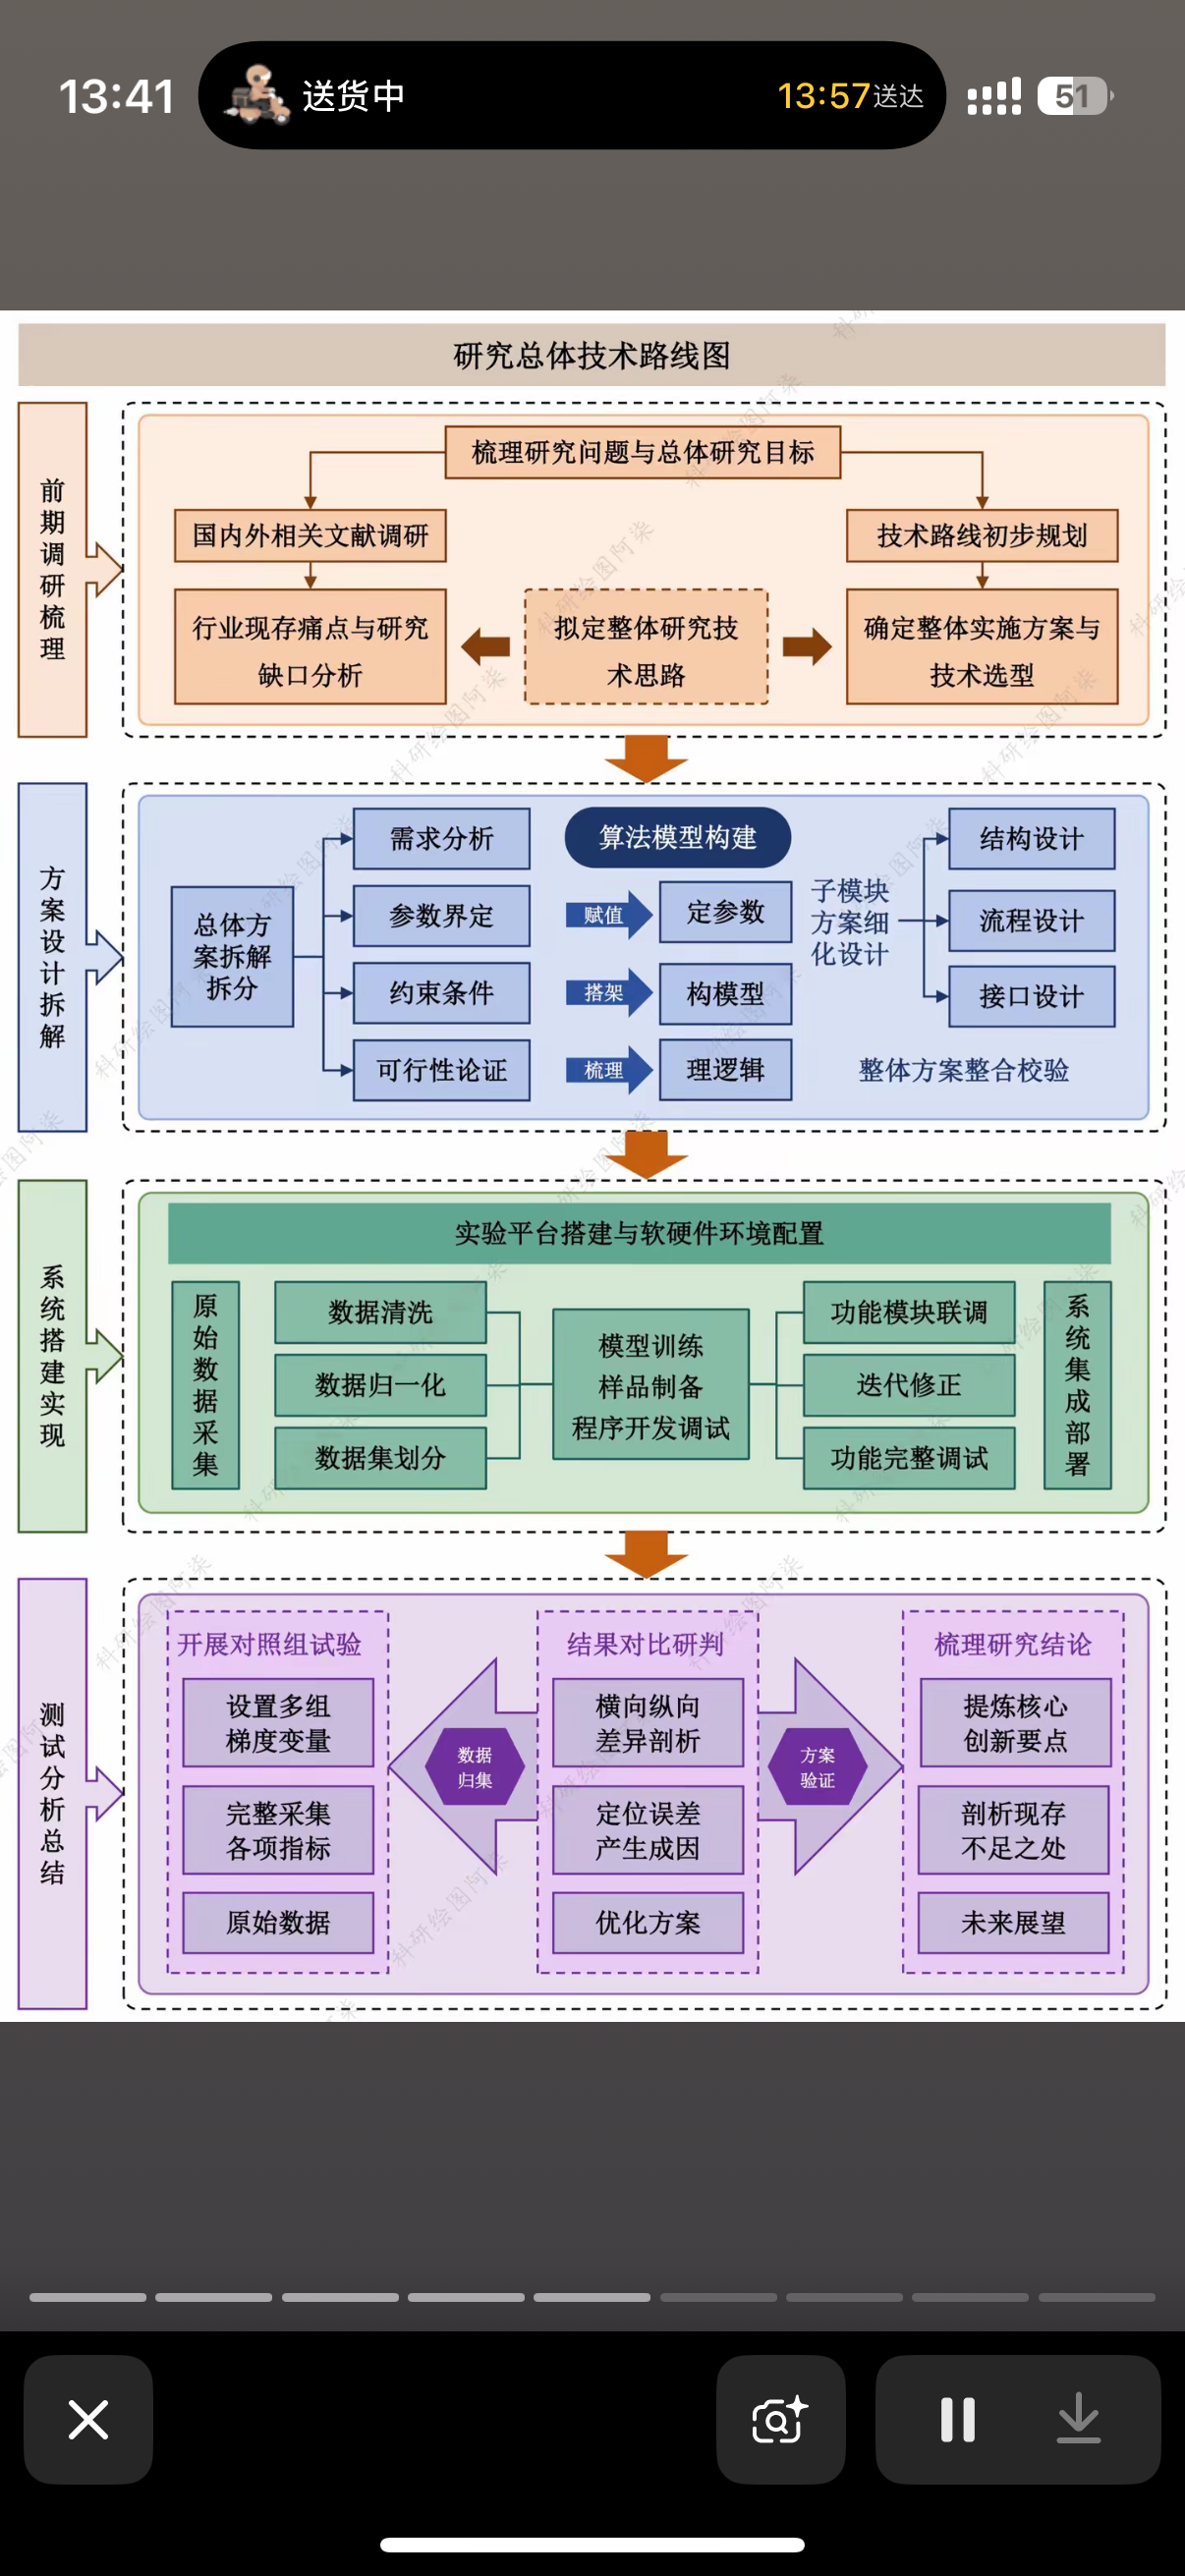 13:41
送货中
13:57送达
51
研究总体技术路线图
前期调研梳理
梳理研究问题与总体研究目标
国内外相关文献调研
技术路线初步规划
行业现存痛点与研究
缺口分析
拟定整体研究技
术思路
确定整体实施方案与
技术选型
方案设计拆解
总体方
案拆解
拆分
需求分析
参数界定
约束条件
可行性论证
算法模型构建
赋值
定参数
搭架
构模型
梳理
理逻辑
子模块
方案细
化设计
结构设计
流程设计
接口设计
整体方案整合校验
系统搭建实现
实验平台搭建与软硬件环境配置
原始数据采集
数据清洗
数据归一化
数据集划分
模型训练
样品制备
程序开发调试
功能模块联调
迭代修正
功能完整调试
系统集成部署
测试分析总结
开展对照组试验
设置多组
梯度变量
完整采集
各项指标
原始数据
数据
归集
结果对比研判
横向纵向
差异剖析
定位误差
产生成因
优化方案
方案
验证
梳理研究结论
提炼核心
创新要点
剖析现存
不足之处
未来展望
科研绘图阿柒